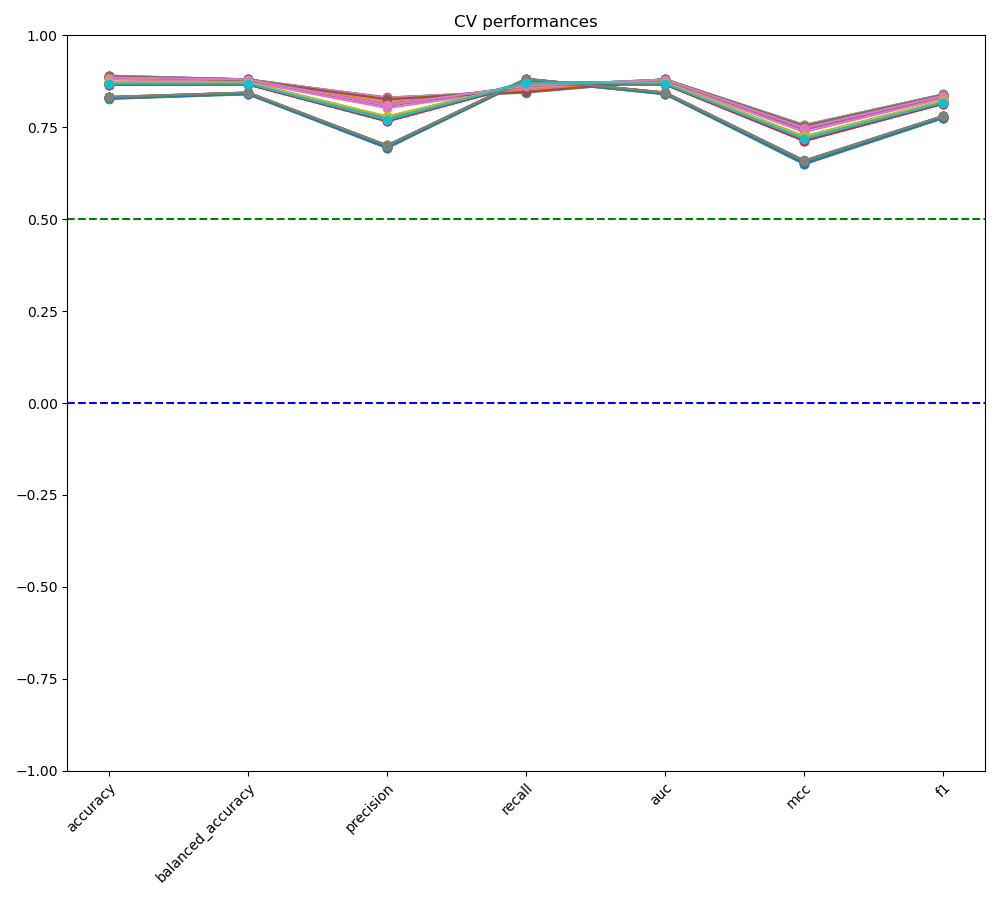 CV performances
1.00
0.75
0.50
0.25
0.00
−0.25
−0.50
−0.75
−1.00
accuracy
balanced_accuracy
precision
recall
auc
mcc
f1